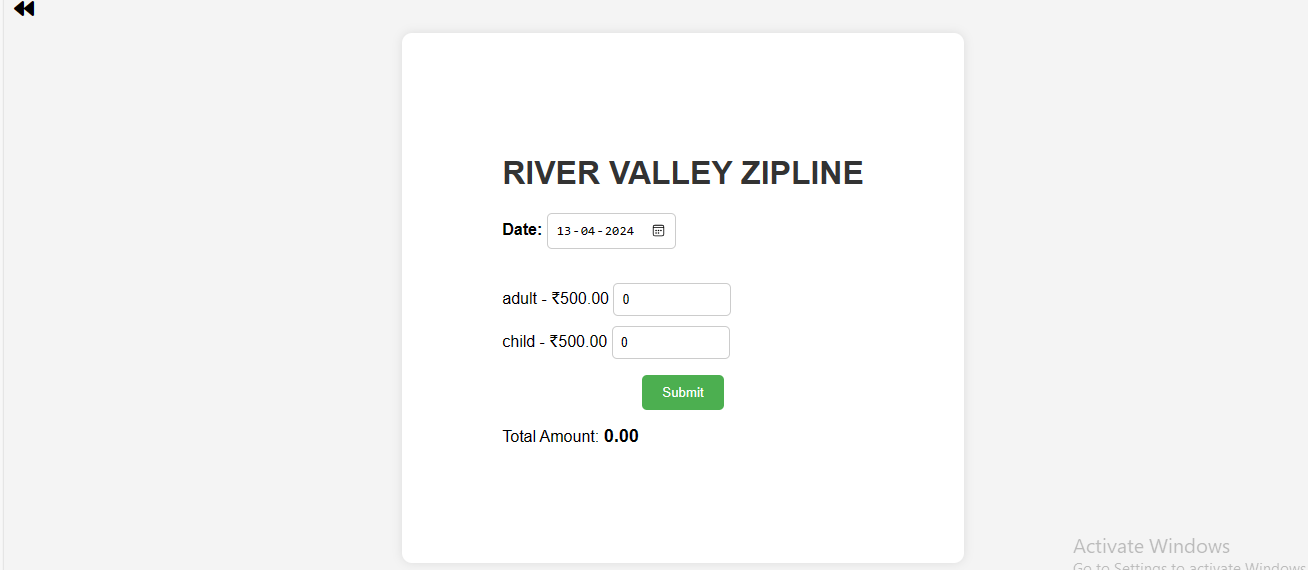 RIVER VALLEY ZIPLINE
Date: 13-04-2024
adult - ₹500.00 0
child - ₹500.00 0
Submit
Total Amount: 0.00
Activate Windows
Go to Settings to activate Windows